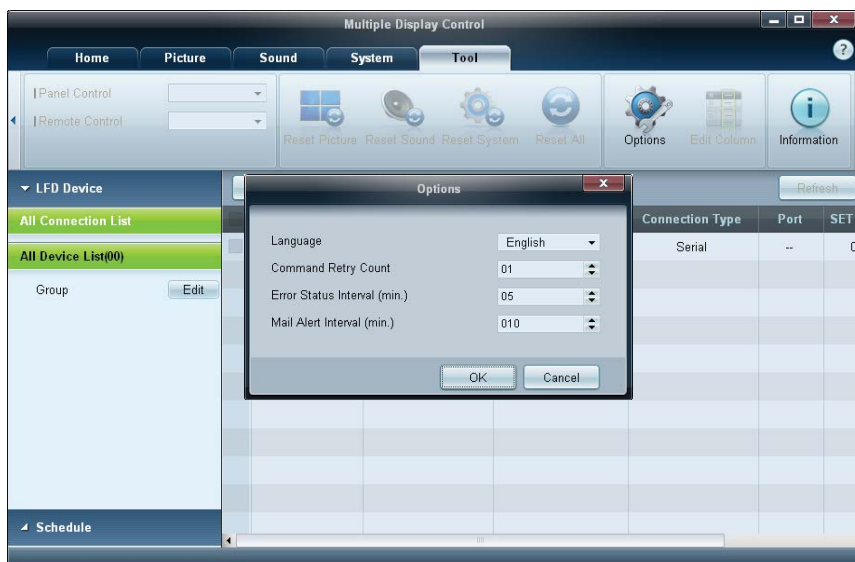 Multiple Display Control
Home Picture Sound System Tool ?
Panel Control
Remote Control
Reset Picture Reset Sound Reset System Reset All Options Edit Column Information
LFD Device
Refresh
All Connection List
Connection Type Port SET
Serial -- 0
All Device List(00)
Group Edit
Options
Language English
Command Retry Count 01
Error Status Interval (min.) 05
Mail Alert Interval (min.) 010
OK Cancel
Schedule